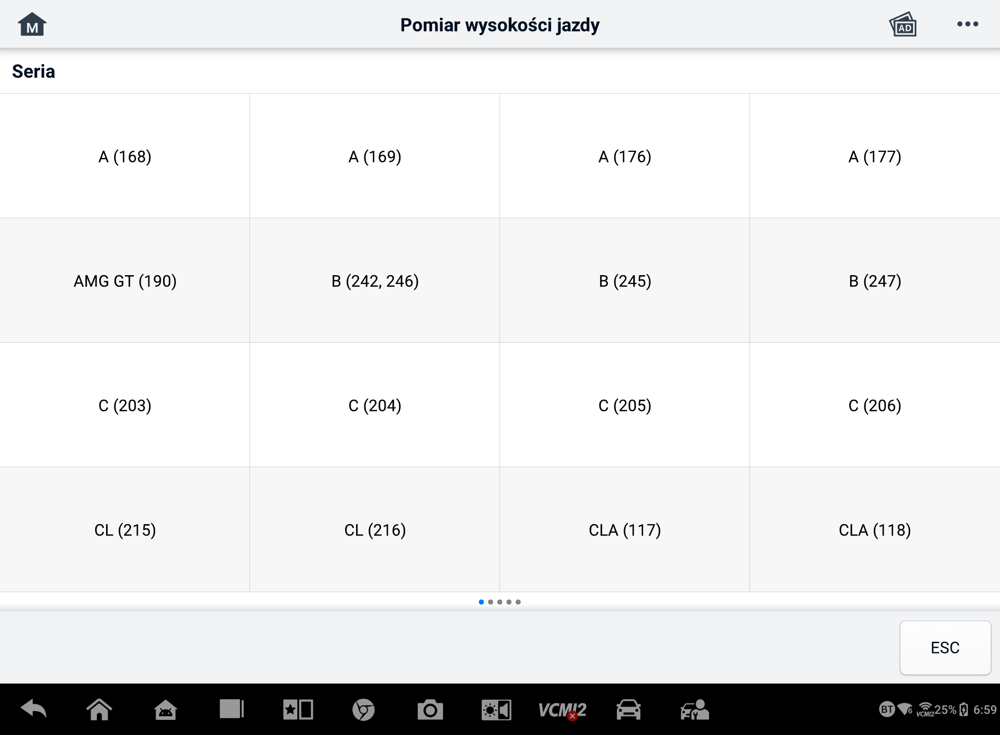 M
Pomiar wysokości jazdy
AD
Seria
A (168)
A (169)
A (176)
A (177)
AMG GT (190)
B (242, 246)
B (245)
B (247)
C (203)
C (204)
C (205)
C (206)
CL (215)
CL (216)
CLA (117)
CLA (118)
ESC
VCMI2
BT
6
VCMI2
25%
6:59